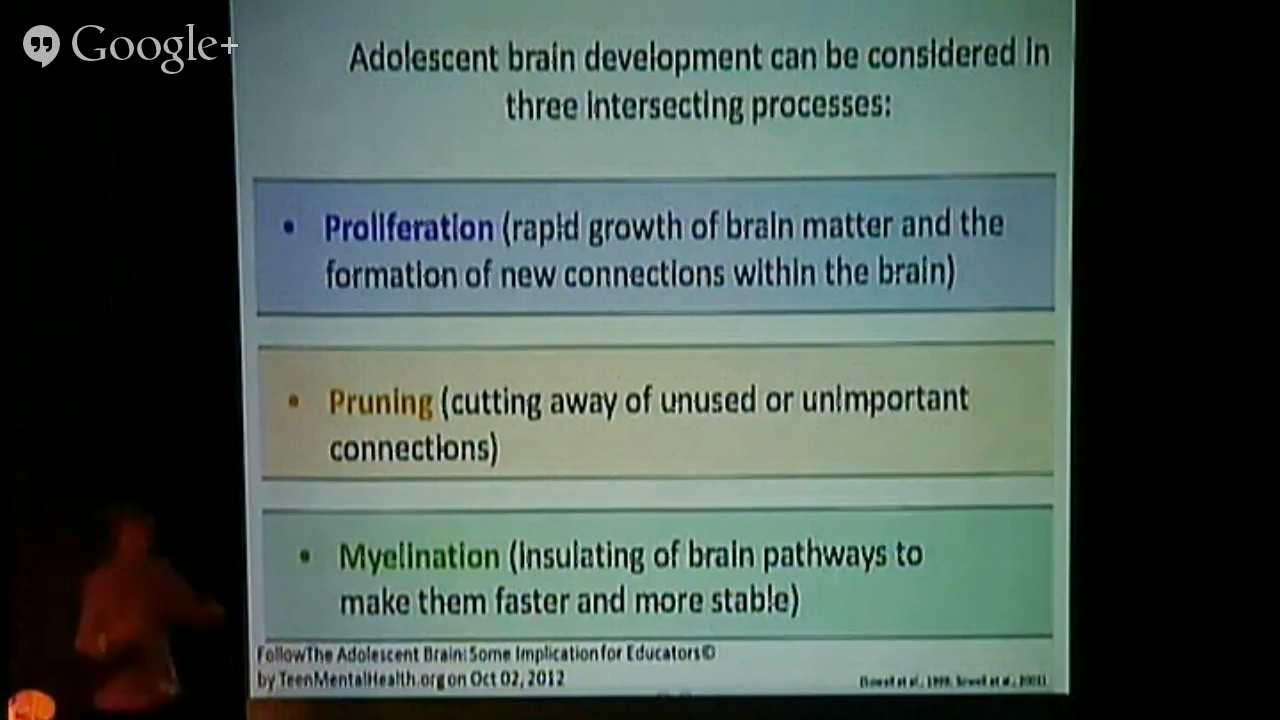 Google+
Adolescent brain development can be considered in
three intersecting processes:
• Proliferation (rapid growth of brain matter and the
formation of new connections within the brain)
• Pruning (cutting away of unused or unimportant
connections)
• Myelination (insulating of brain pathways to
make them faster and more stable)
FollowThe Adolescent Brain: Some Implication for Educators©
by TeenMentalHealth.org on Oct 02, 2012